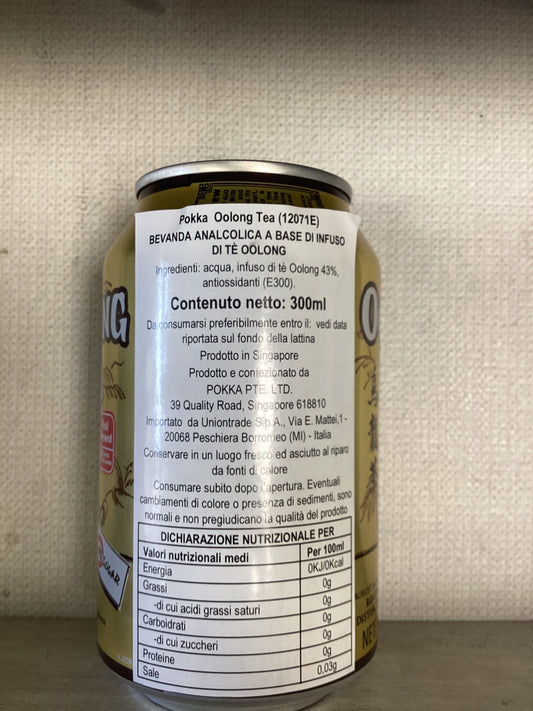 Pokka Oolong Tea (12071E)
BEVANDA ANALCOLICA A BASE DI INFUSO
DI TÈ OOLONG
Ingredienti: acqua, infuso di tè Oolong 43%,
antiossidanti (E300).
Contenuto netto: 300ml
Da consumarsi preferibilmente entro il: vedi data
riportata sul fondo della lattina
Prodotto in Singapore
Prodotto e confezionato da
POKKA PTE. LTD.
39 Quality Road, Singapore 618810
Importato da Uniontrade S.p.A., Via E. Mattei,1 -
20068 Peschiera Borromeo (MI) - Italia
Conservare in un luogo fresco ed asciutto al riparo
da fonti di calore
Consumare subito dopo l'apertura. Eventuali
cambiamenti di colore o presenza di sedimenti, sono
normali e non pregiudicano la qualità del prodotto
DICHIARAZIONE NUTRIZIONALE PER
Valori nutrizionali medi Per 100ml
Energia 0KJ/0Kcal
Grassi 0g
-di cui acidi grassi saturi 0g
Carboidrati 0g
-di cui zuccheri 0g
Proteine 0g
Sale 0,03g
NG
O
烏
龍
茶
NE